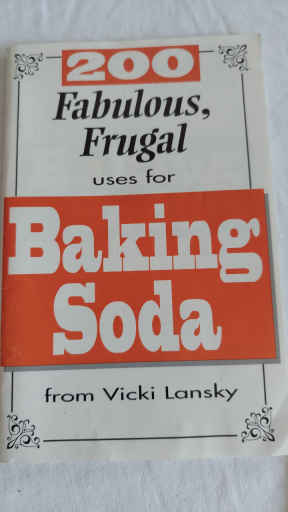 200
Fabulous,
Frugal
uses for
Baking
Soda
from Vicki Lansky